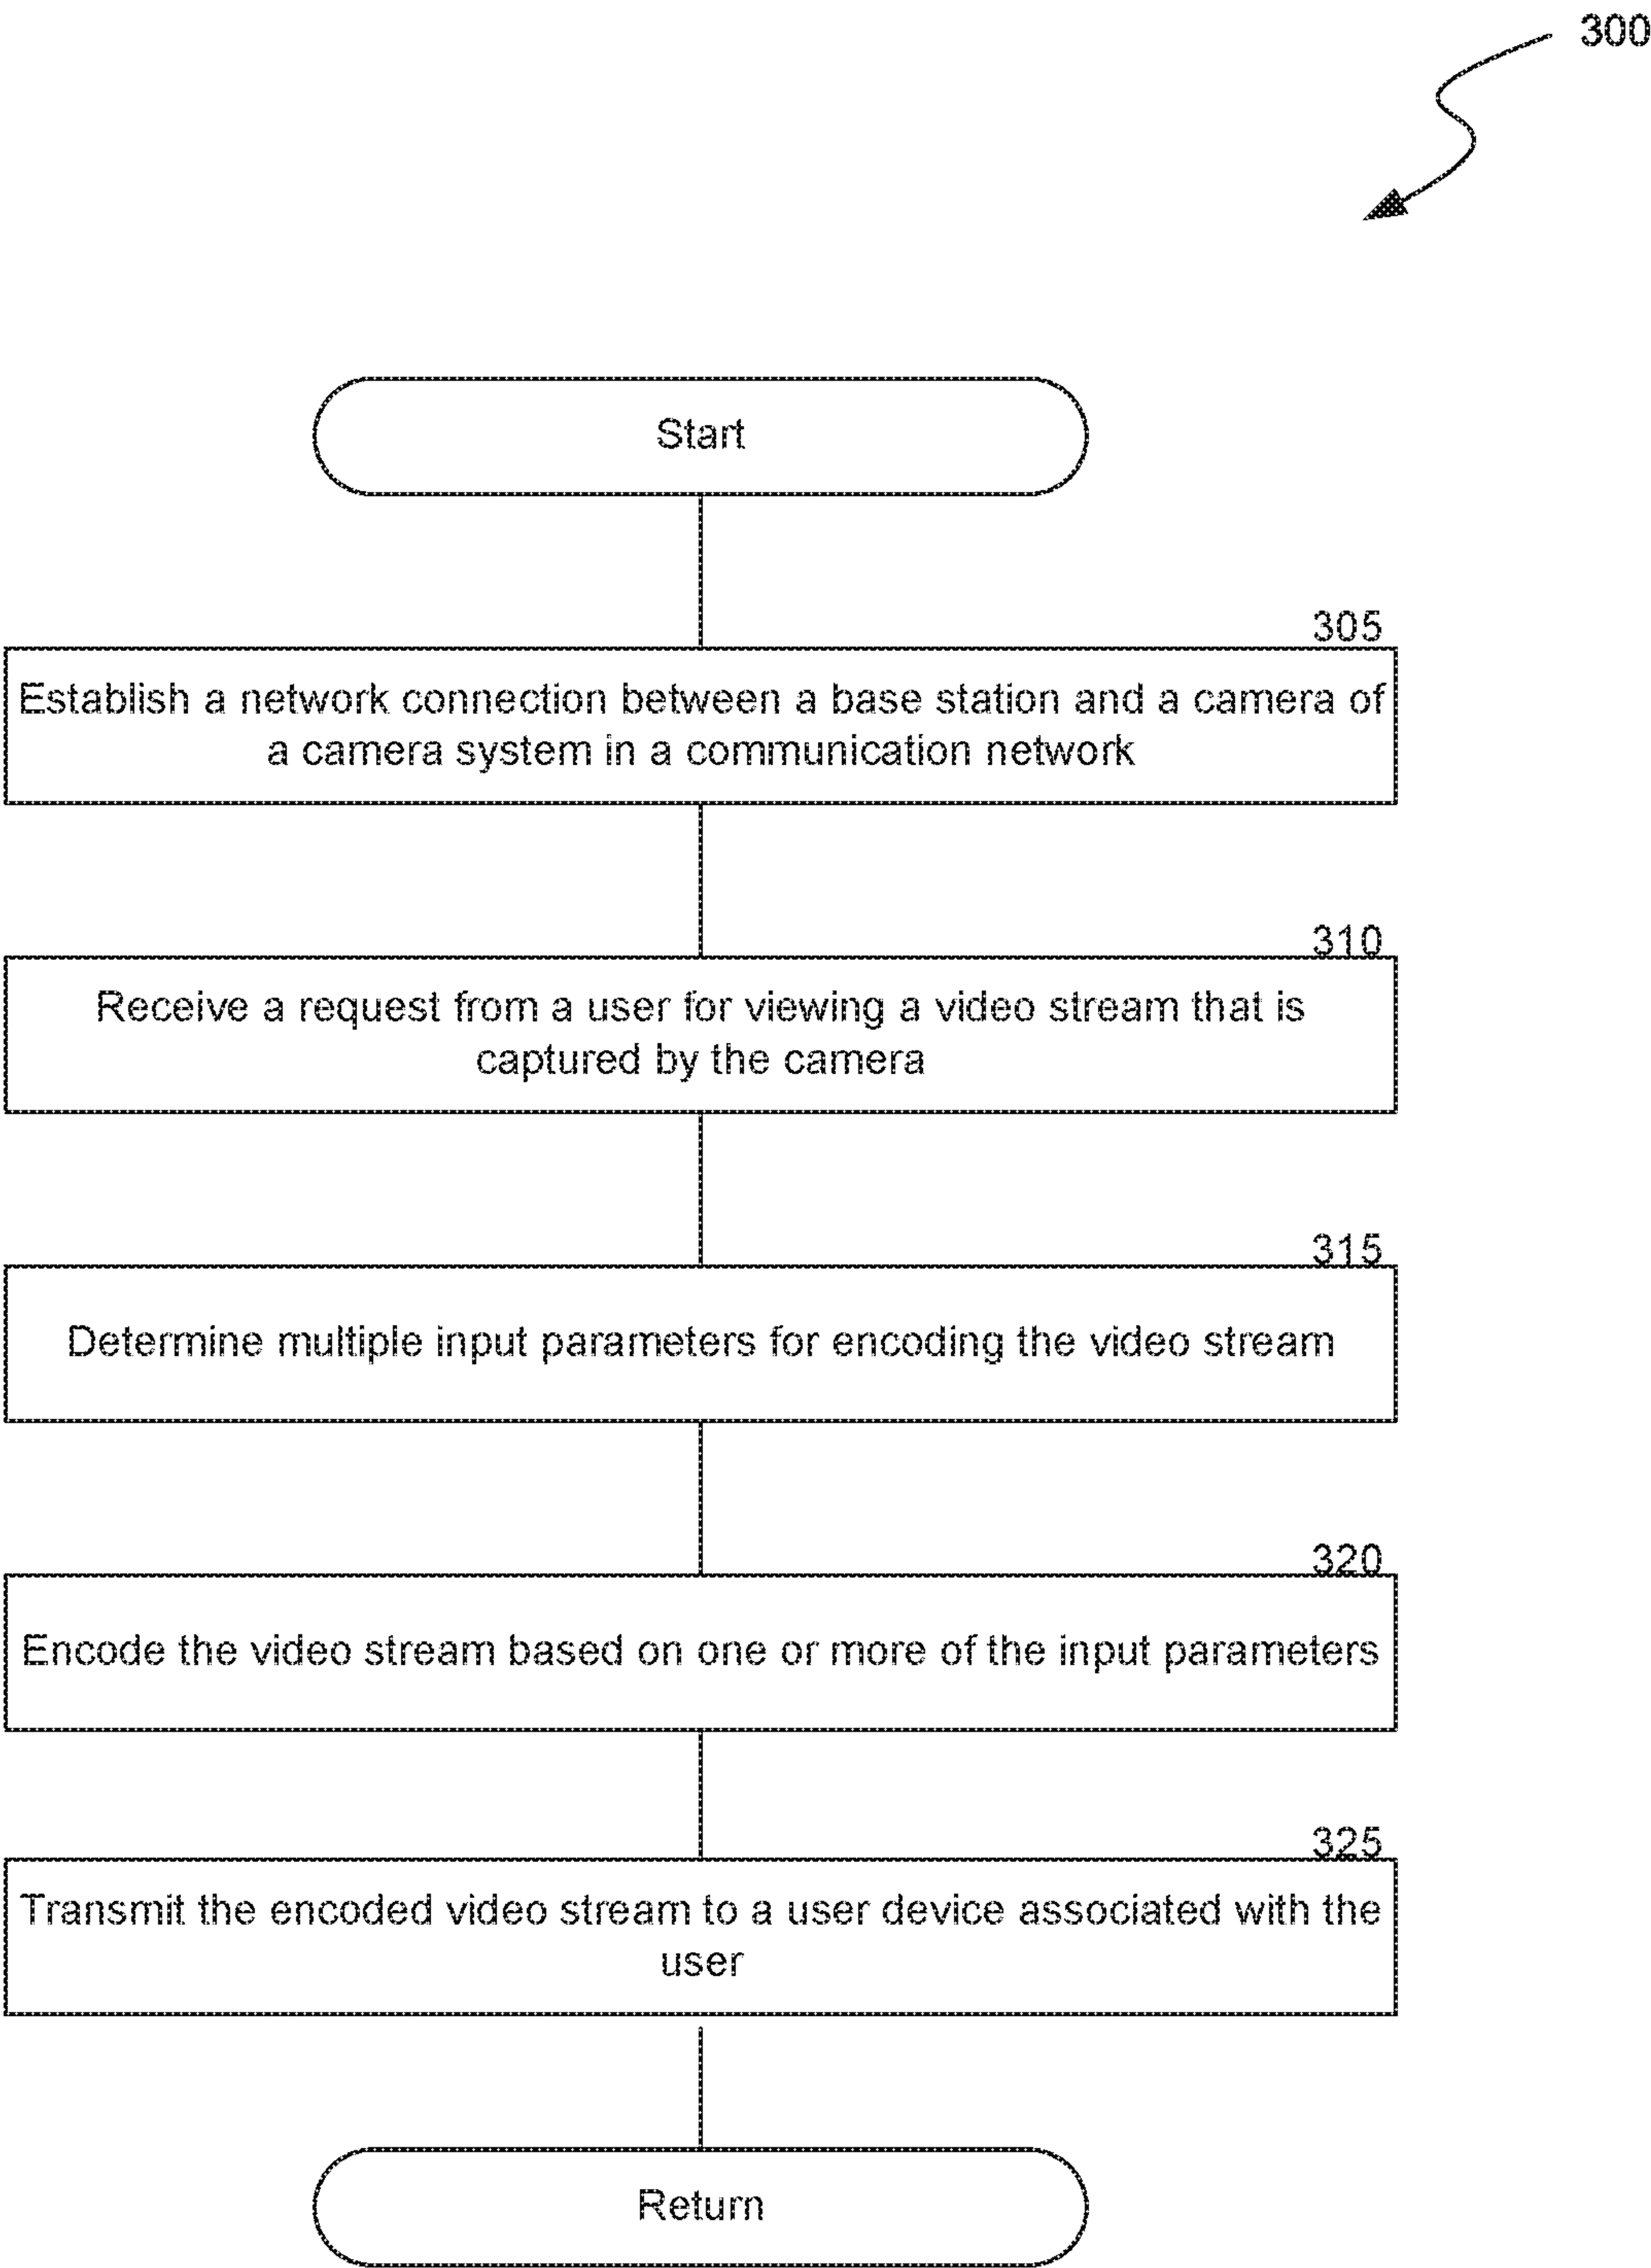 300
Start
305
Establish a network connection between a base station and a camera of
a camera system in a communication network
310
Receive a request from a user for viewing a video stream that is
captured by the camera
315
Determine multiple input parameters for encoding the video stream
320
Encode the video stream based on one or more of the input parameters
325
Transmit the encoded video stream to a user device associated with the
user
Return